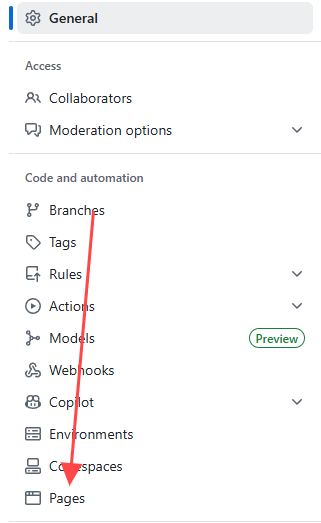 General
Access
Collaborators
Moderation options
Code and automation
Branches
Tags
Rules
Actions
Models Preview
Webhooks
Copilot
Environments
Codespaces
Pages